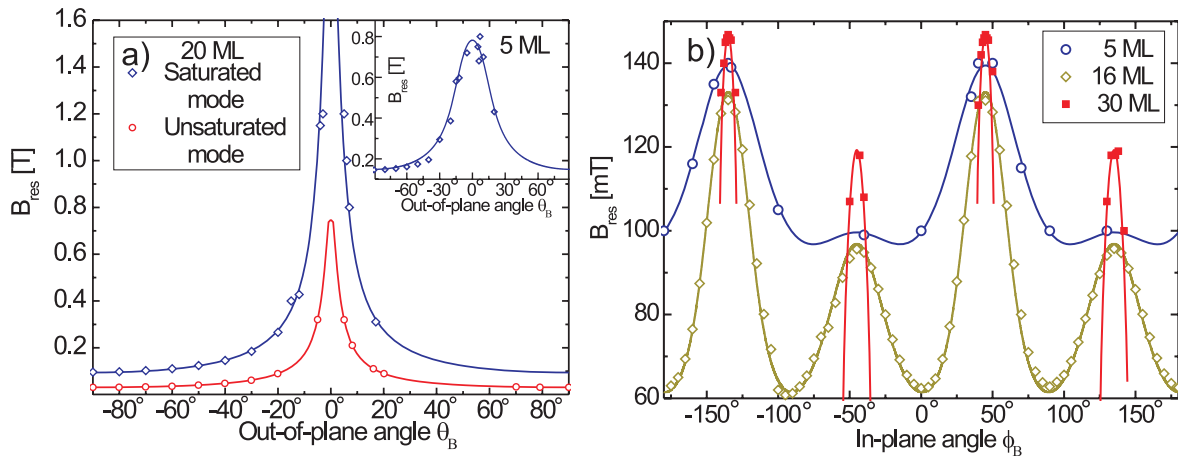 a)
20 ML
Saturated
mode
Unsaturated
mode
1.6
1.4
1.2
1.0
0.8
0.6
0.4
0.2
B_res [T]
-80° -60° -40° -20° 0° 20° 40° 60° 80°
Out-of-plane angle θ_B
5 ML
0.8
0.6
0.4
0.2
B_res [T]
-60° -30° 0° 30° 60°
Out-of-plane angle θ_B
b)
5 ML
16 ML
30 ML
140
120
100
80
60
B_res [mT]
-150° -100° -50° 0° 50° 100° 150°
In-plane angle ϕ_B